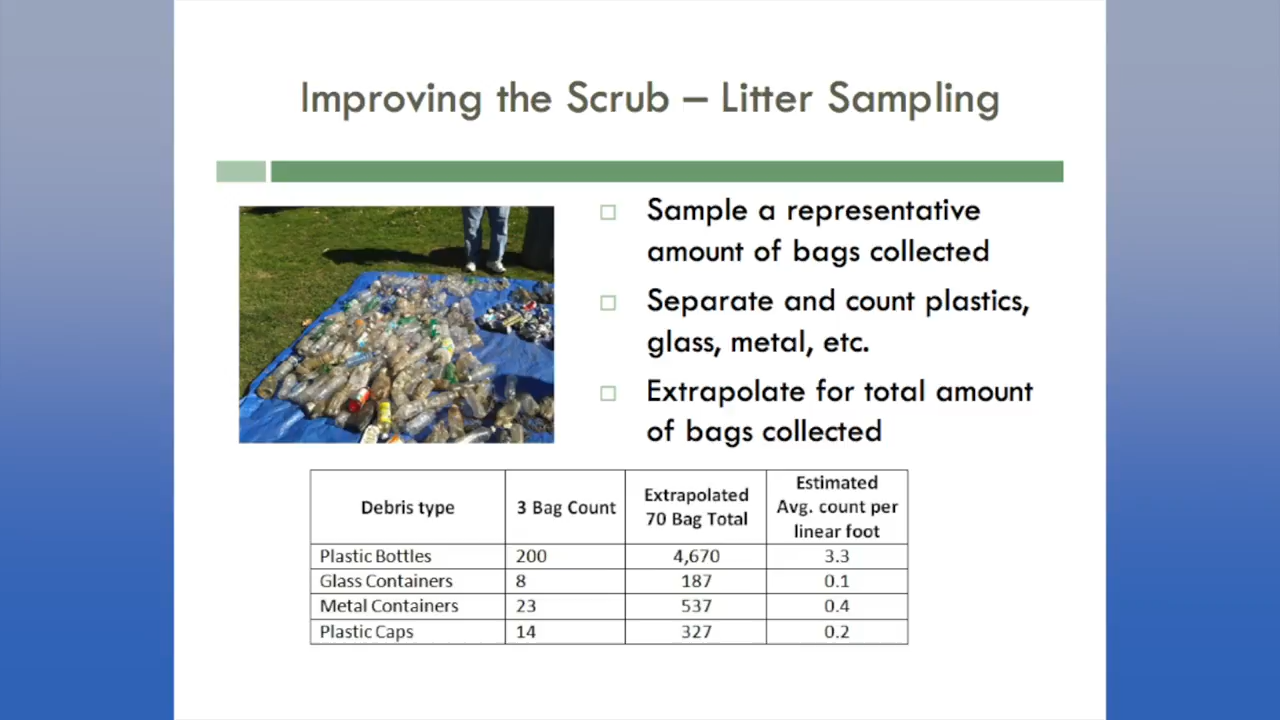 Improving the Scrub – Litter Sampling
Sample a representative
amount of bags collected
Separate and count plastics,
glass, metal, etc.
Extrapolate for total amount
of bags collected
Debris type | 3 Bag Count | Extrapolated 70 Bag Total | Estimated Avg. count per linear foot
Plastic Bottles | 200 | 4,670 | 3.3
Glass Containers | 8 | 187 | 0.1
Metal Containers | 23 | 537 | 0.4
Plastic Caps | 14 | 327 | 0.2